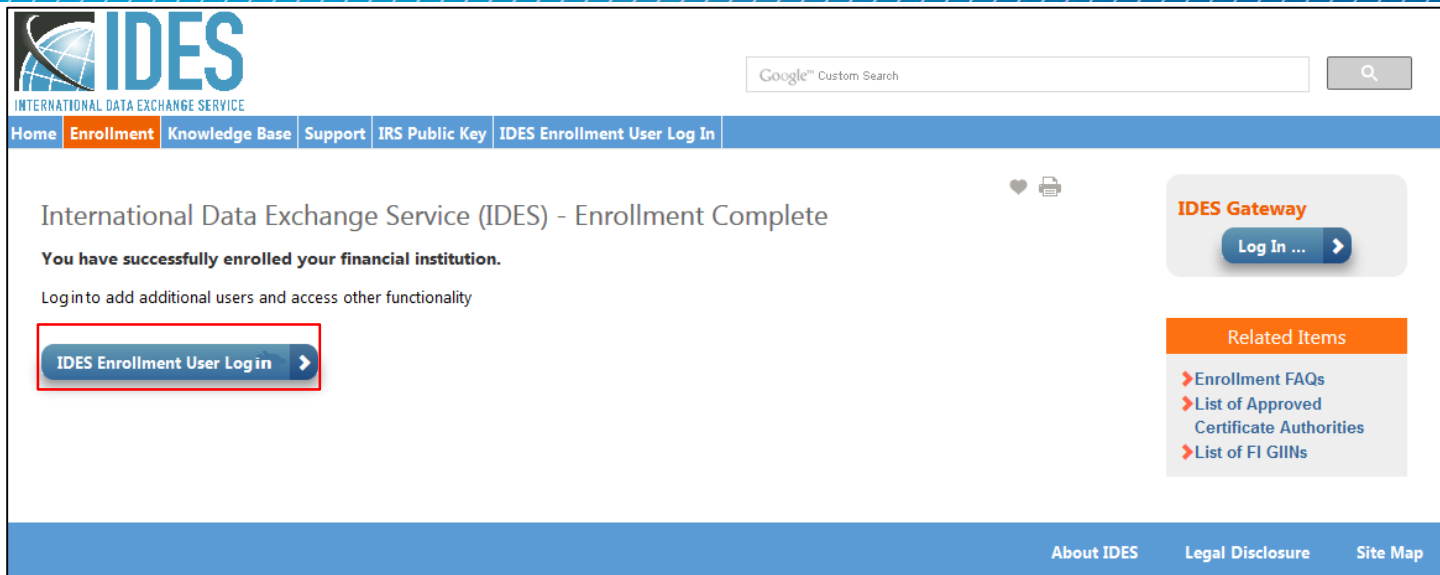 IDES
INTERNATIONAL DATA EXCHANGE SERVICE
Google™ Custom Search
Home Enrollment Knowledge Base Support IRS Public Key IDES Enrollment User Log In
International Data Exchange Service (IDES) - Enrollment Complete
You have successfully enrolled your financial institution.
Log in to add additional users and access other functionality
IDES Enrollment User Log in
IDES Gateway
Log In ...
Related Items
Enrollment FAQs
List of Approved
Certificate Authorities
List of FI GIINs
About IDES Legal Disclosure Site Map